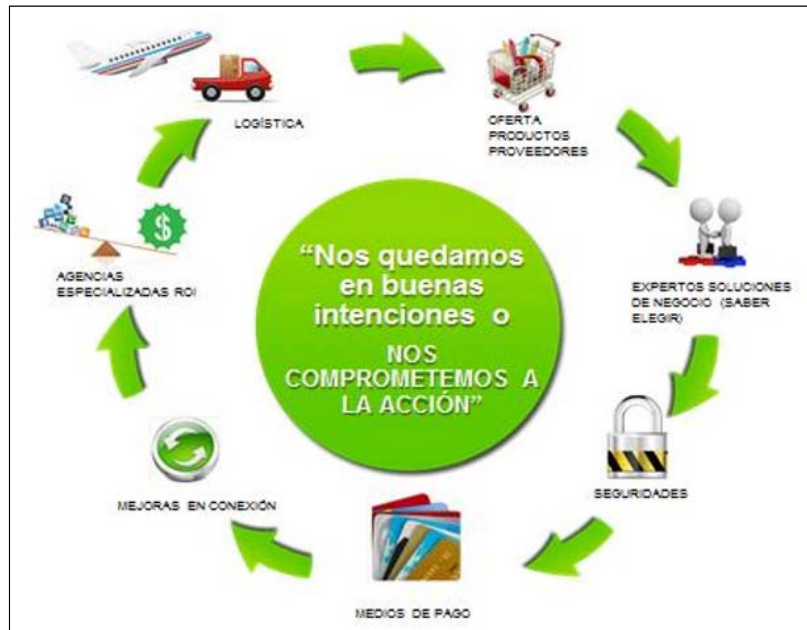 LOGÍSTICA
OFERTA
PRODUCTOS
PROVEEDORES
EXPERTOS SOLUCIONES
DE NEGOCIO (SABER
ELEGIR)
SEGURIDADES
MEDIOS DE PAGO
MEJORAS EN CONEXIÓN
AGENCIAS
ESPECIALIZADAS ROI
$
“Nos quedamos
en buenas
intenciones o
NOS
COMPROMETEMOS A
LA ACCIÓN”